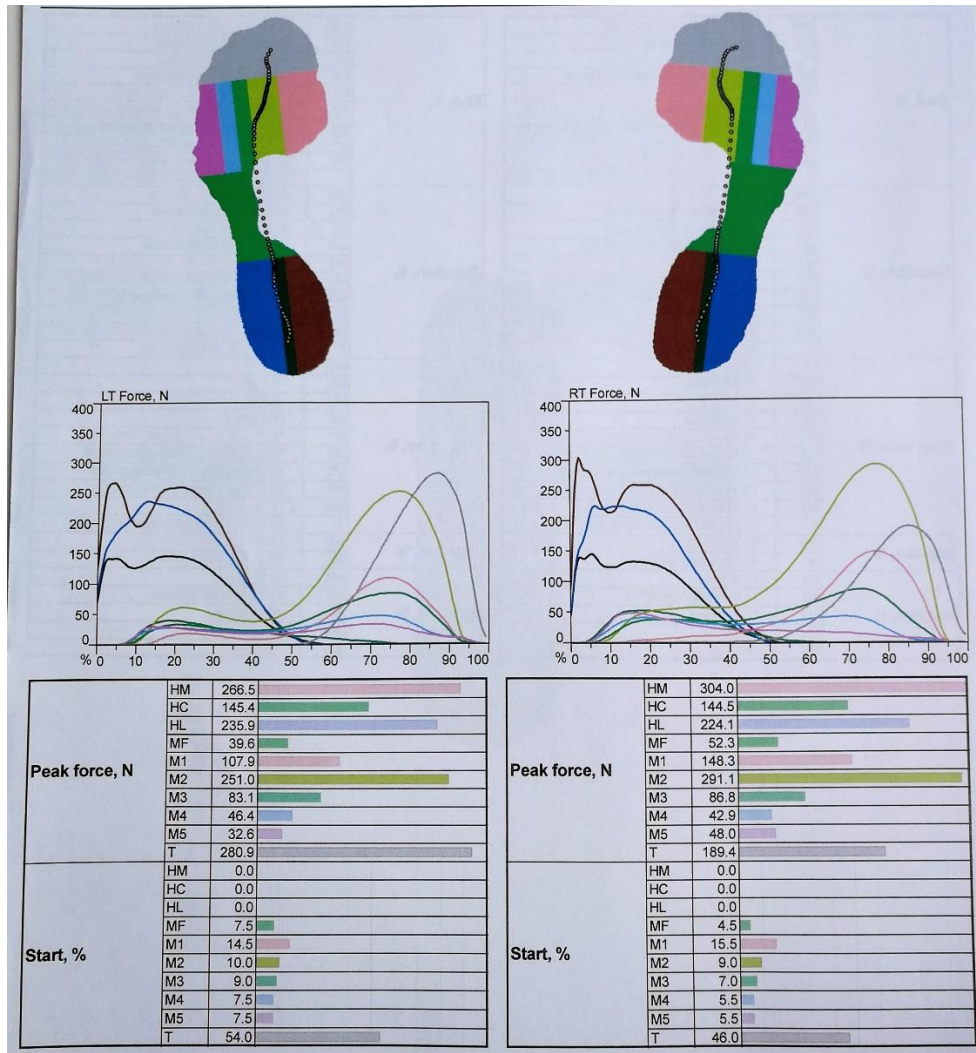 LT Force, N
400
350
300
250
200
150
100
50
0
% 0 10 20 30 40 50 60 70 80 90 100
RT Force, N
400
350
300
250
200
150
100
50
0
% 0 10 20 30 40 50 60 70 80 90 100
Peak force, N
HM 266.5
HC 145.4
HL 235.9
MF 39.6
M1 107.9
M2 251.0
M3 83.1
M4 46.4
M5 32.6
T 280.9
Start, %
HM 0.0
HC 0.0
HL 0.0
MF 7.5
M1 14.5
M2 10.0
M3 9.0
M4 7.5
M5 7.5
T 54.0
Peak force, N
HM 304.0
HC 144.5
HL 224.1
MF 52.3
M1 148.3
M2 291.1
M3 86.8
M4 42.9
M5 48.0
T 189.4
Start, %
HM 0.0
HC 0.0
HL 0.0
MF 4.5
M1 15.5
M2 9.0
M3 7.0
M4 5.5
M5 5.5
T 46.0